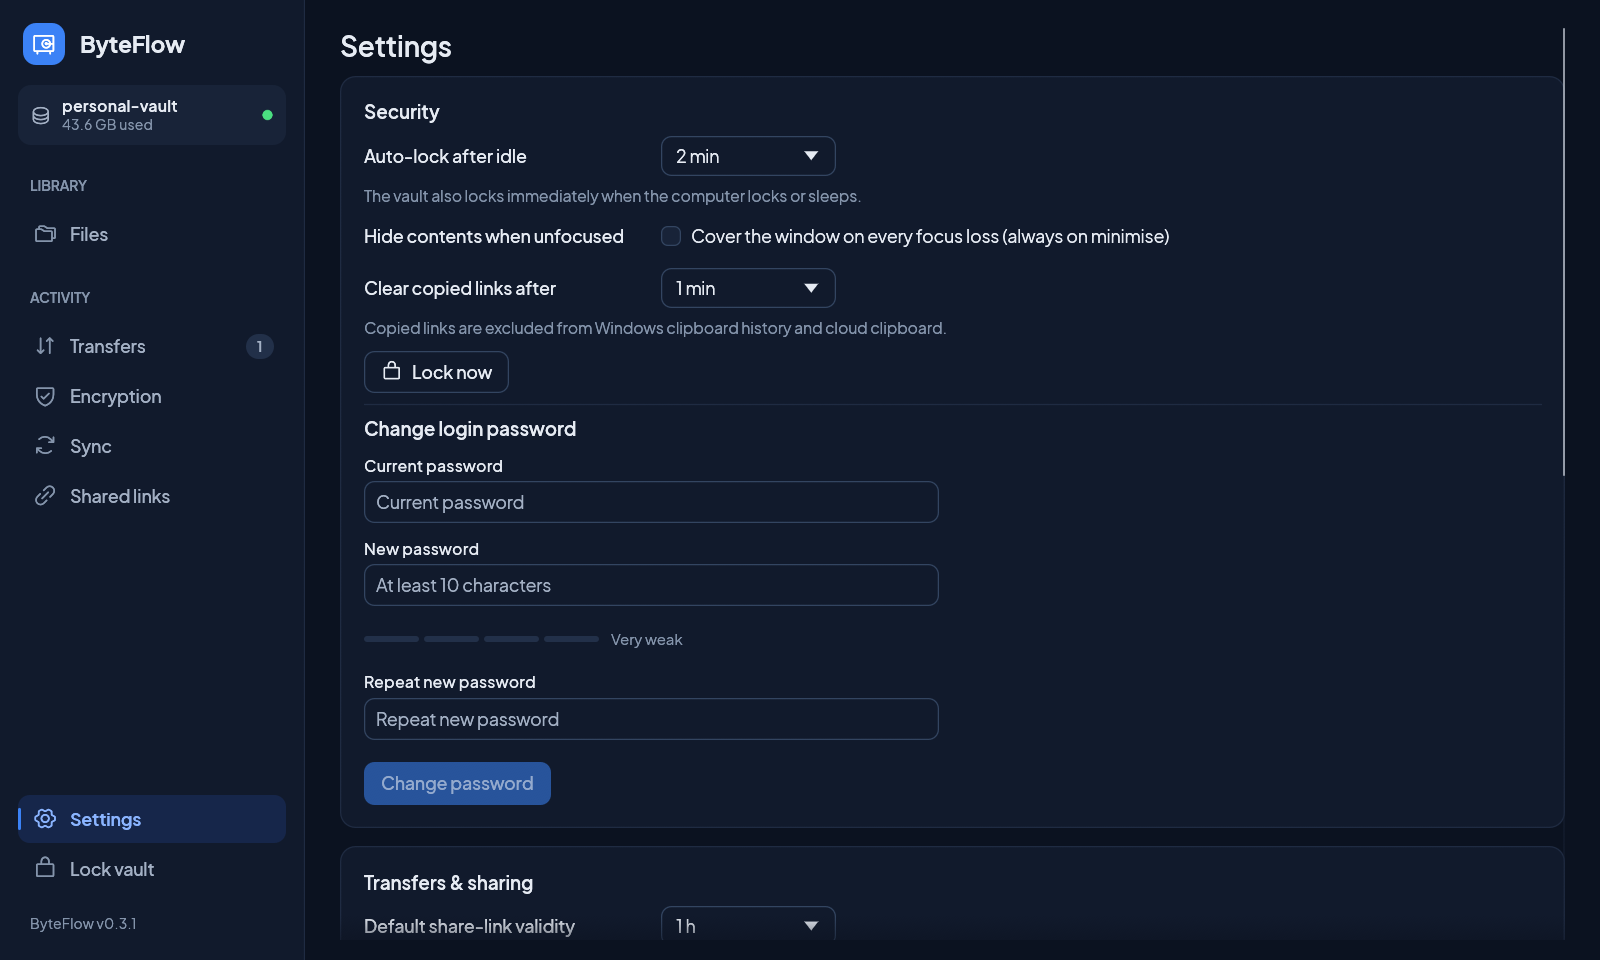 ByteFlow
personal-vault
43.6 GB used
LIBRARY
Files
ACTIVITY
Transfers 1
Encryption
Sync
Shared links
Settings
Lock vault
ByteFlow v0.3.1
Settings
Security
Auto-lock after idle 2 min
The vault also locks immediately when the computer locks or sleeps.
Hide contents when unfocused Cover the window on every focus loss (always on minimise)
Clear copied links after 1 min
Copied links are excluded from Windows clipboard history and cloud clipboard.
Lock now
Change login password
Current password
Current password
New password
At least 10 characters
Very weak
Repeat new password
Repeat new password
Change password
Transfers & sharing
Default share-link validity 1 h